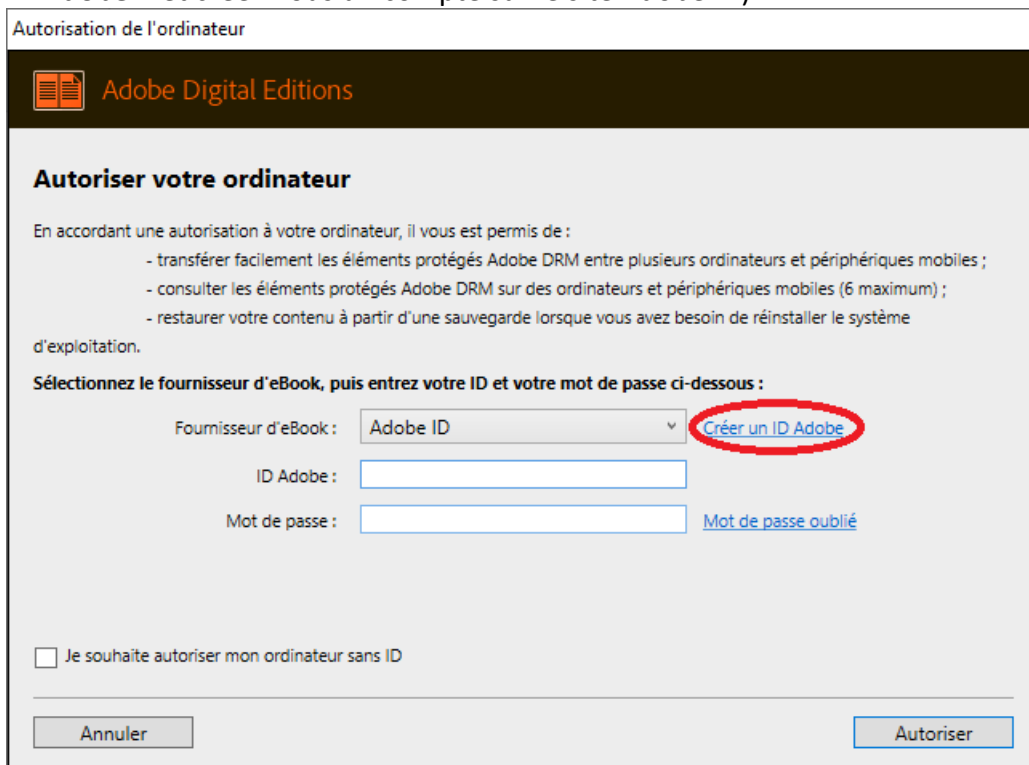 Autorisation de l'ordinateur
Adobe Digital Editions
Autoriser votre ordinateur
En accordant une autorisation à votre ordinateur, il vous est permis de :
- transférer facilement les éléments protégés Adobe DRM entre plusieurs ordinateurs et périphériques mobiles ;
- consulter les éléments protégés Adobe DRM sur des ordinateurs et périphériques mobiles (6 maximum) ;
- restaurer votre contenu à partir d'une sauvegarde lorsque vous avez besoin de réinstaller le système
d'exploitation.
Sélectionnez le fournisseur d'eBook, puis entrez votre ID et votre mot de passe ci-dessous :
Fournisseur d'eBook : Adobe ID Créer un ID Adobe
ID Adobe :
Mot de passe : Mot de passe oublié
Je souhaite autoriser mon ordinateur sans ID
Annuler Autoriser